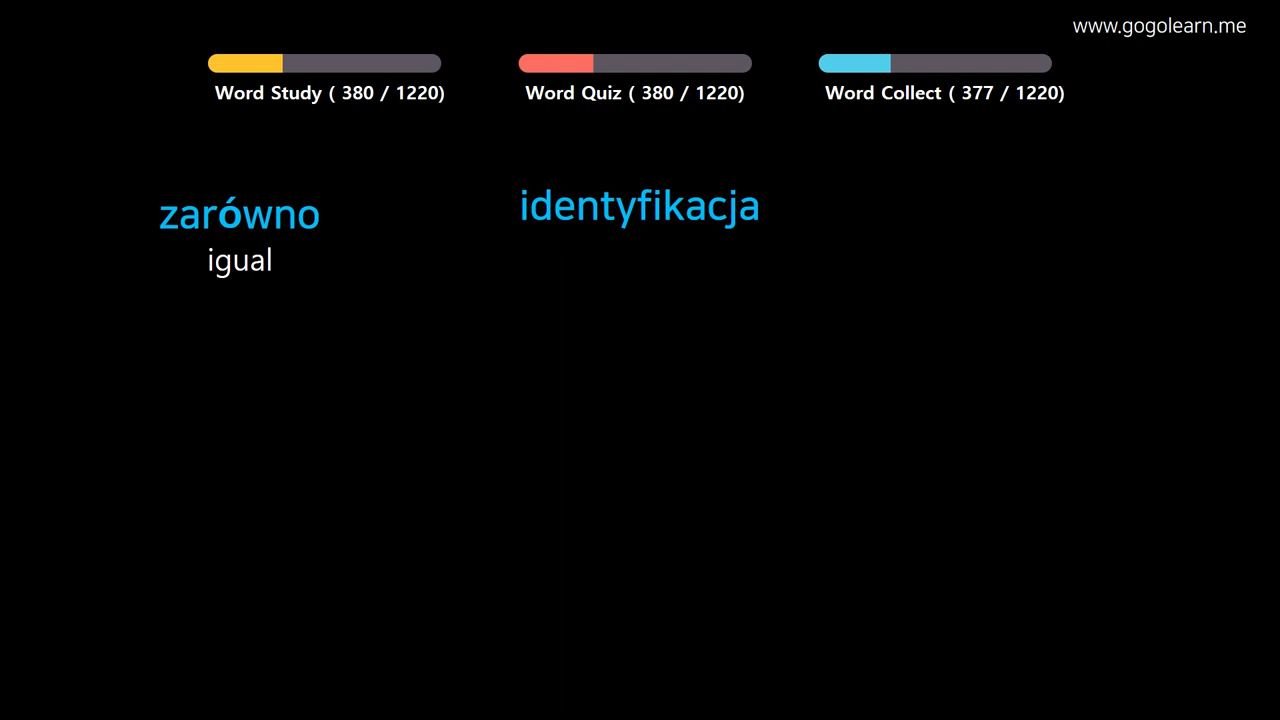 www.gogolearn.me
Word Study ( 380 / 1220)
Word Quiz ( 380 / 1220)
Word Collect ( 377 / 1220)
zarówno
igual
identyfikacja